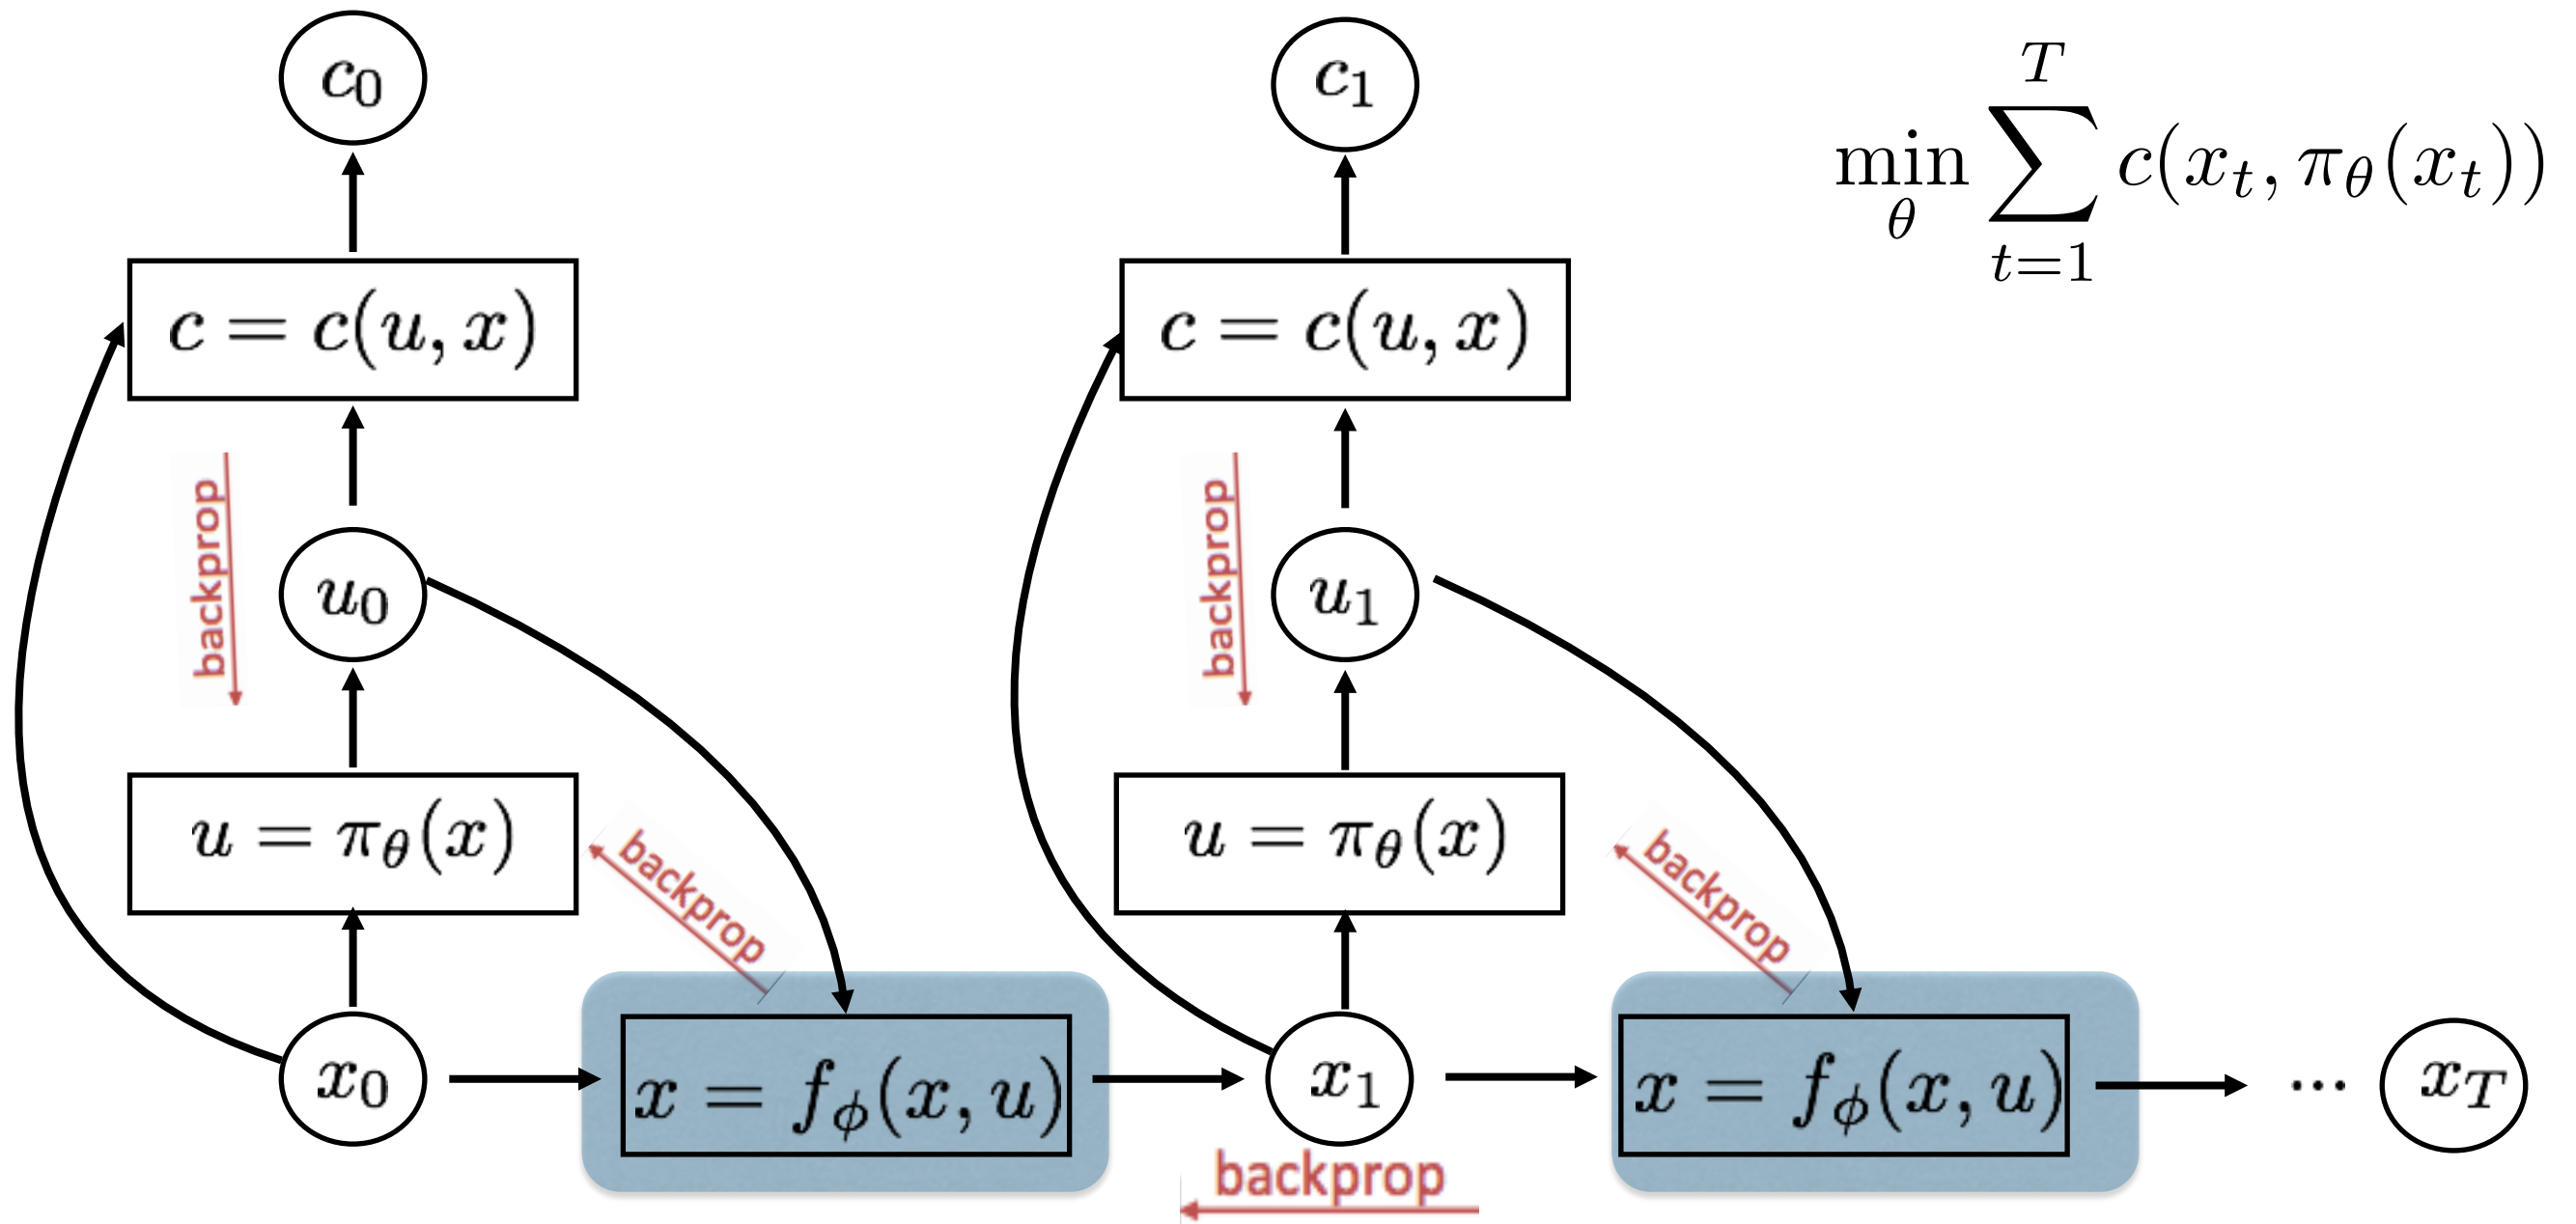 c₀
c₁
min_θ ∑_{t=1}^{T} c(x_t, π_θ(x_t))
c = c(u, x)
c = c(u, x)
backprop
backprop
u₀
u₁
u = π_θ(x)
u = π_θ(x)
backprop
backprop
x₀
x = f_ϕ(x, u)
x₁
x = f_ϕ(x, u)
...
x_T
backprop